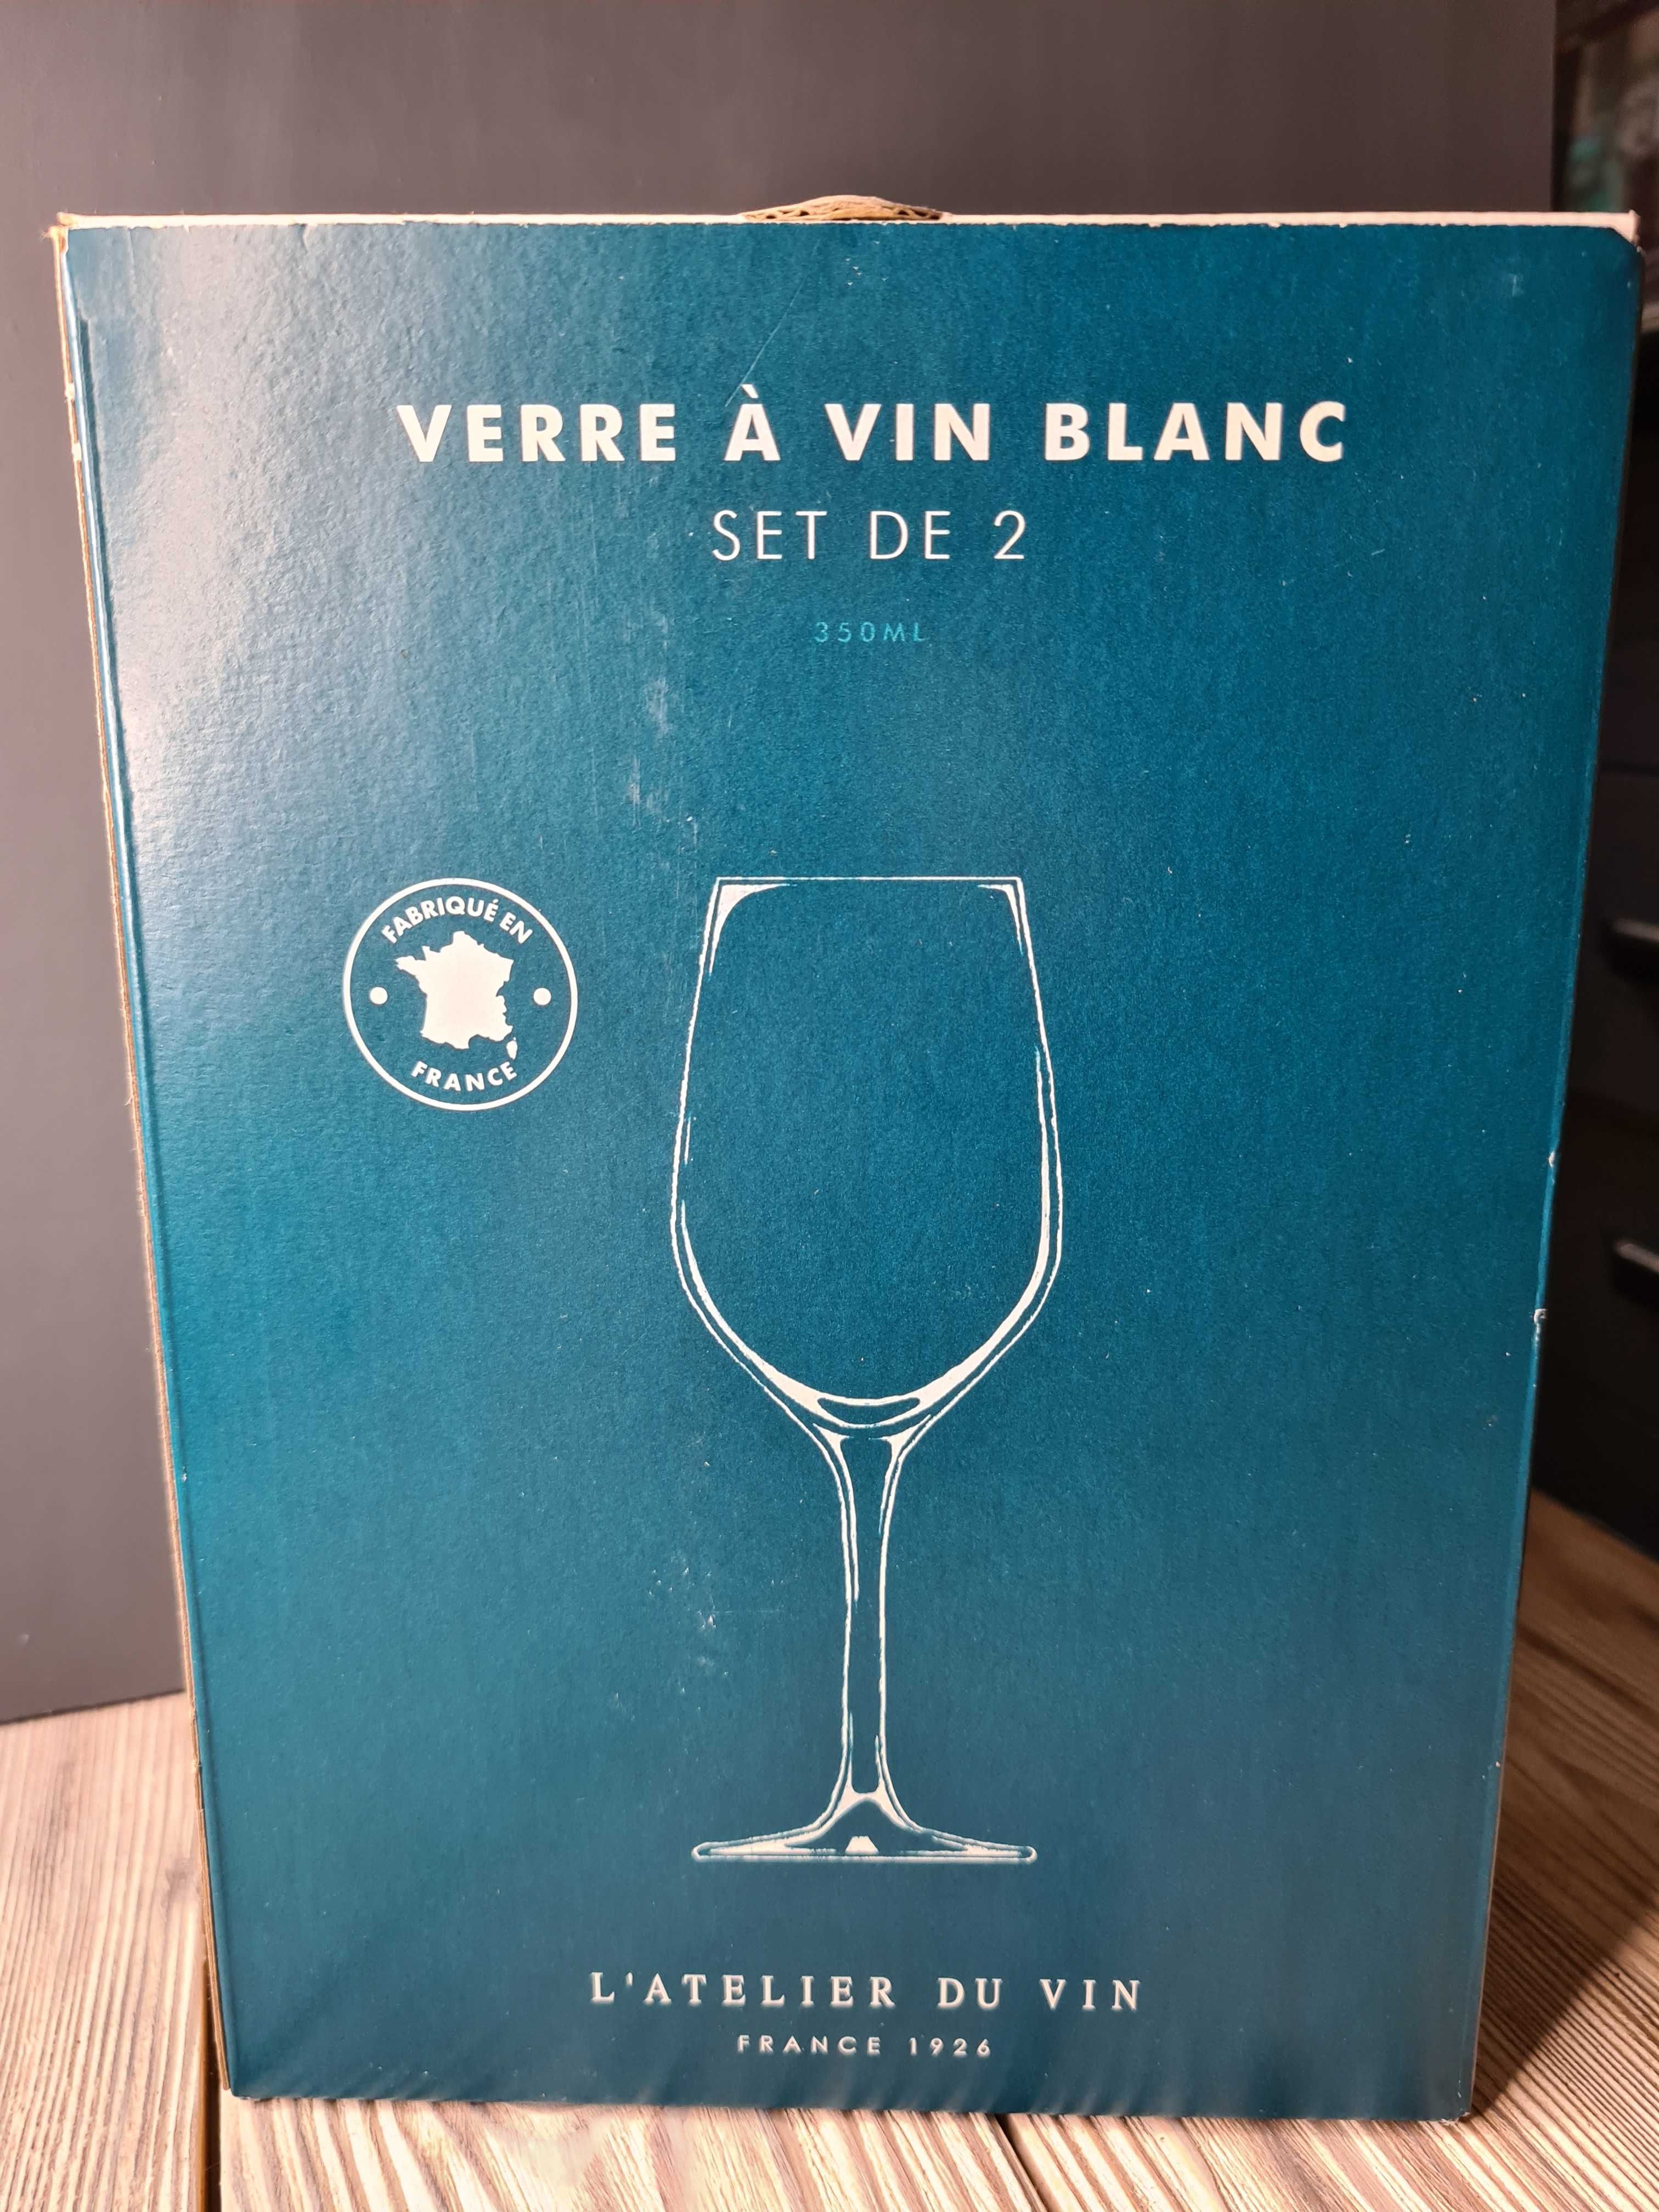 VERRE À VIN BLANC
SET DE 2
350ML
FABRIQUÉ EN
FRANCE
L'ATELIER DU VIN
FRANCE 1926